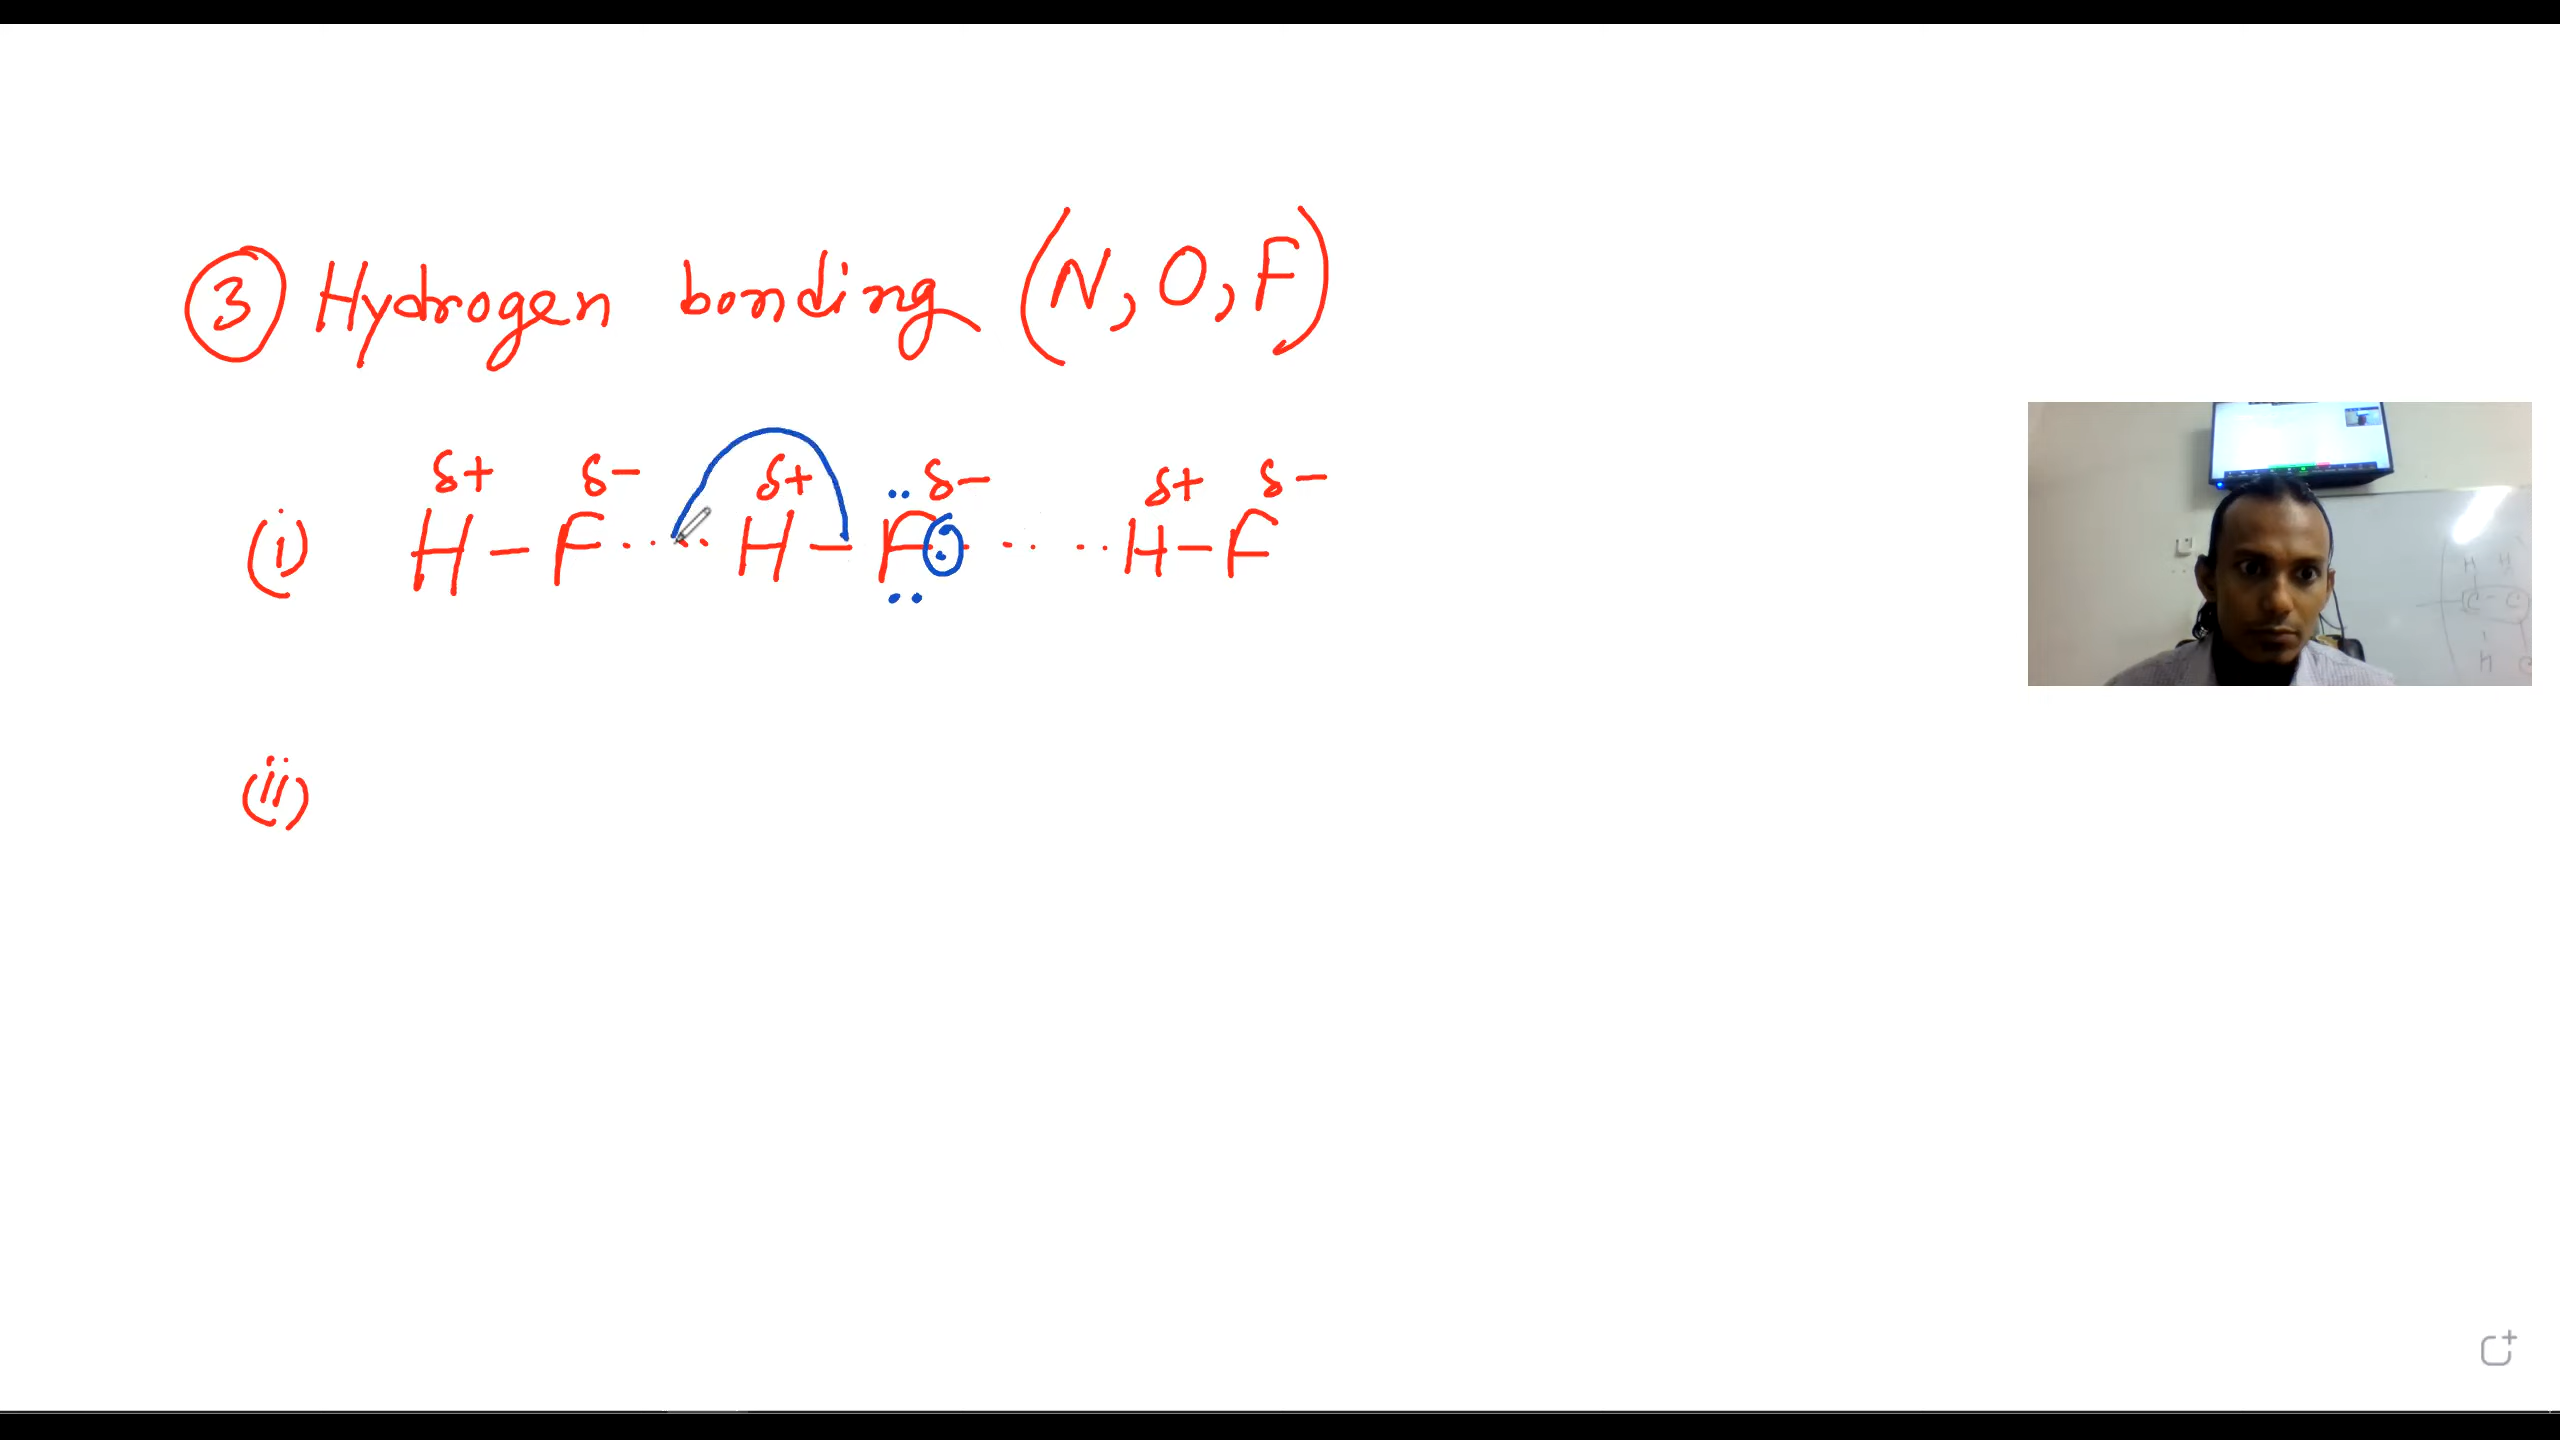 ③ Hydrogen bonding (N, O, F)
δ+ δ- δ+ δ- δ+ δ-
(i) H - F ···· H - F: ···· H - F
(ii)
H H
C - C
H C